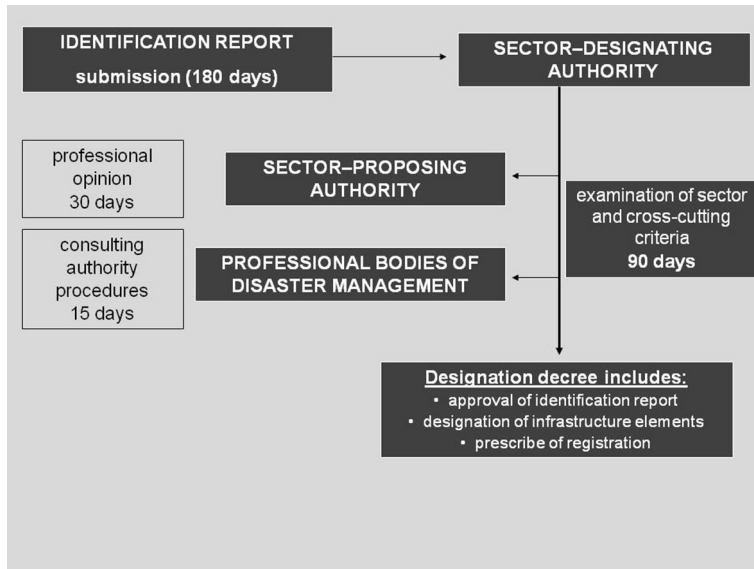 IDENTIFICATION REPORT
submission (180 days)
SECTOR–DESIGNATING
AUTHORITY
professional
opinion
30 days
SECTOR–PROPOSING
AUTHORITY
examination of sector
and cross-cutting
criteria
90 days
consulting
authority
procedures
15 days
PROFESSIONAL BODIES OF
DISASTER MANAGEMENT
Designation decree includes:
• approval of identification report
• designation of infrastructure elements
• prescribe of registration